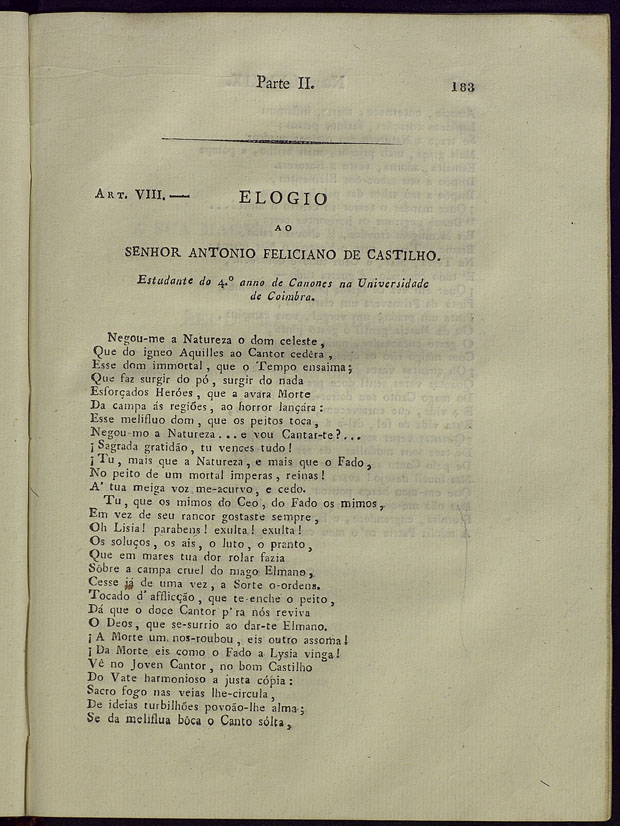 Parte II.
183
ART. VIII. — ELOGIO
AO
SENHOR ANTONIO FELICIANO DE CASTILHO.
Estudante do 4.º anno de Canones na Universidade
de Coimbra.
Negou-me a Natureza o dom celeste,
Que do igneo Aquilles ao Cantor cedêra,
Esse dom immortal, que o Tempo ensaima;
Que faz surgir do pó, surgir do nada
Esforçados Heróes, que a avara Morte
Da campa ás regiões, ao horror lançára:
Esse melifluo dom, que os peitos toca,
Negou-mo a Natureza... e vou Cantar-te?...
¡Sagrada gratidão, tu vences tudo!
¡Tu, mais que a Natureza, e mais que o Fado,
No peito de um mortal imperas, reinas!
A' tua meiga voz me-acurvo, e cedo.
Tu, que os mimos do Ceo, do Fado os mimos,
Em vez de seu rancor gostaste sempre,
Oh Lisia! parabens! exulta! exulta!
Os soluços, os ais, o luto, o pranto,
Que em mares tua dor rolar fazia
Sôbre a campa cruel do mago Elmano,
Cesse já de uma vez, a Sorte o-ordena.
Tocado d'afflicção, que te-enche o peito,
Dá que o doce Cantor p'ra nós reviva
O Deos, que se-surrio ao dar-te Elmano.
¡A Morte um nos-roubou, eis outro assoma!
¡Da Morte eis como o Fado a Lysia vinga!
Vê no Joven Cantor, no bom Castilho
Do Vate harmonioso a justa cópia:
Sacro fogo nas veias lhe-circula,
De ideias turbilhões povoão-lhe alma;
Se da meliflua bôca o Canto sólta,